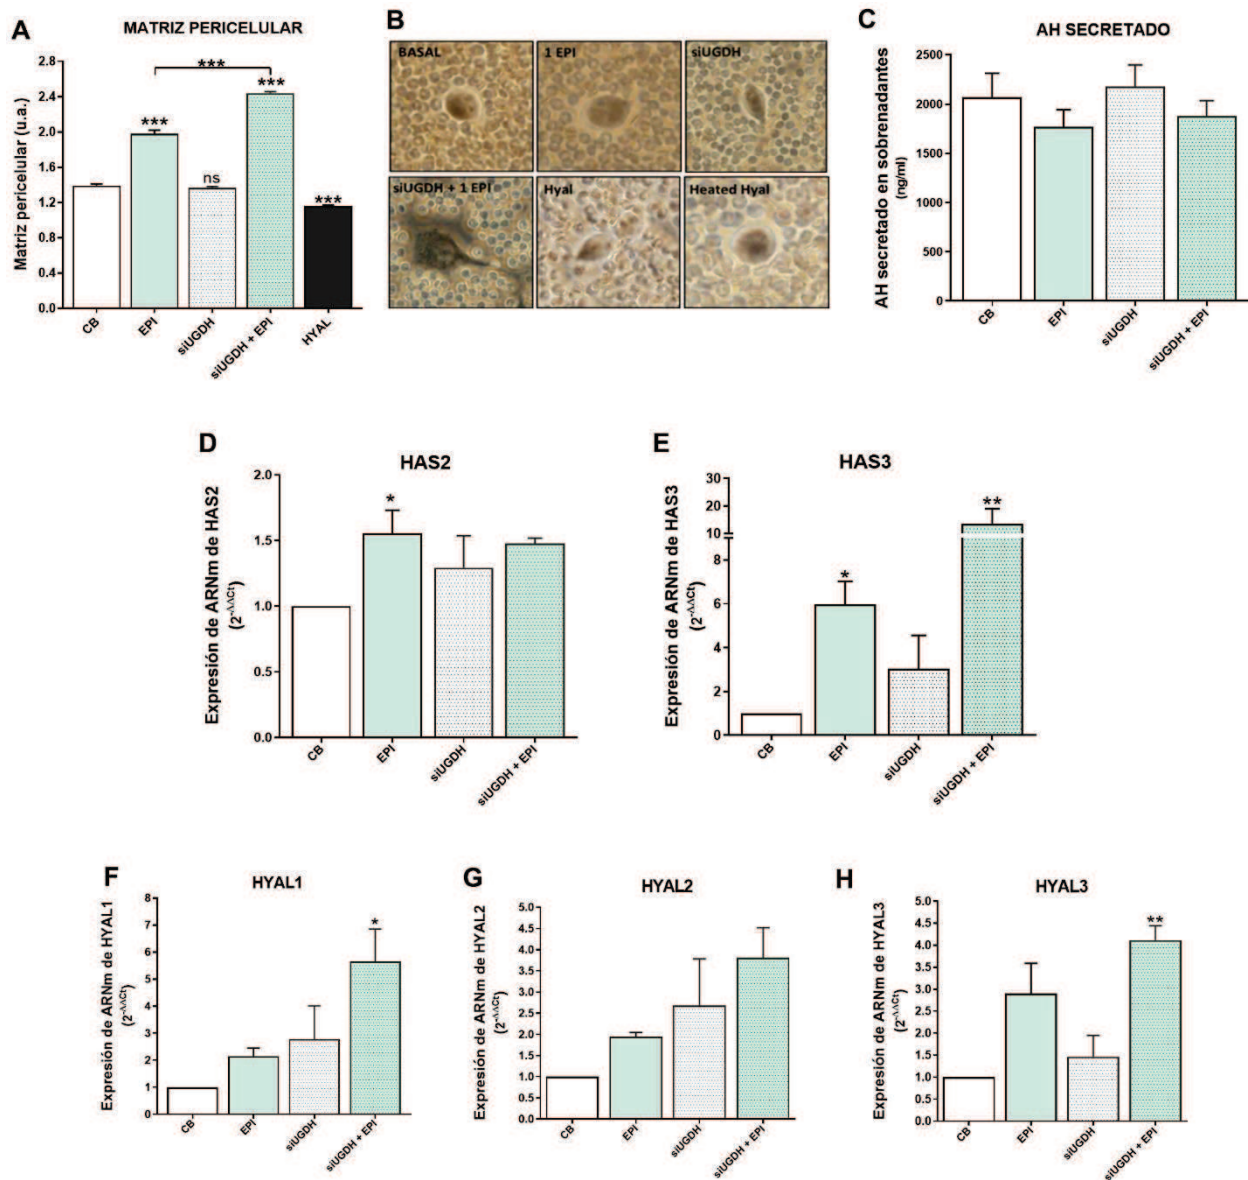 A
MATRIZ PERICELULAR
Matriz pericelular (u.a.)
2.8
2.4
2.0
1.6
1.2
0.8
0.4
0.0
***
***
***
ns
***
CB
EPI
siUGDH
siUGDH + EPI
HYAL
B
BASAL
1 EPI
siUGDH
siUGDH + 1 EPI
Hyal
Heated Hyal
C
AH SECRETADO
AH secretado en sobrenadantes
(ng/ml)
2500
2000
1500
1000
500
0
CB
EPI
siUGDH
siUGDH + EPI
D
HAS2
Expresión de ARNm de HAS2
(2-ΔΔCt)
2.0
1.5
1.0
0.5
0.0
*
CB
EPI
siUGDH
siUGDH + EPI
E
HAS3
Expresión de ARNm de HAS3
(2-ΔΔCt)
30
20
10
8
6
4
2
0
*
**
CB
EPI
siUGDH
siUGDH + EPI
F
HYAL1
Expresión de ARNm de HYAL1
(2-ΔΔCt)
8
7
6
5
4
3
2
1
0
*
CB
EPI
siUGDH
siUGDH + EPI
G
HYAL2
Expresión de ARNm de HYAL2
(2-ΔΔCt)
5.0
4.5
4.0
3.5
3.0
2.5
2.0
1.5
1.0
0.5
0.0
CB
EPI
siUGDH
siUGDH + EPI
H
HYAL3
Expresión de ARNm de HYAL3
(2-ΔΔCt)
5.0
4.5
4.0
3.5
3.0
2.5
2.0
1.5
1.0
0.5
0.0
**
CB
EPI
siUGDH
siUGDH + EPI